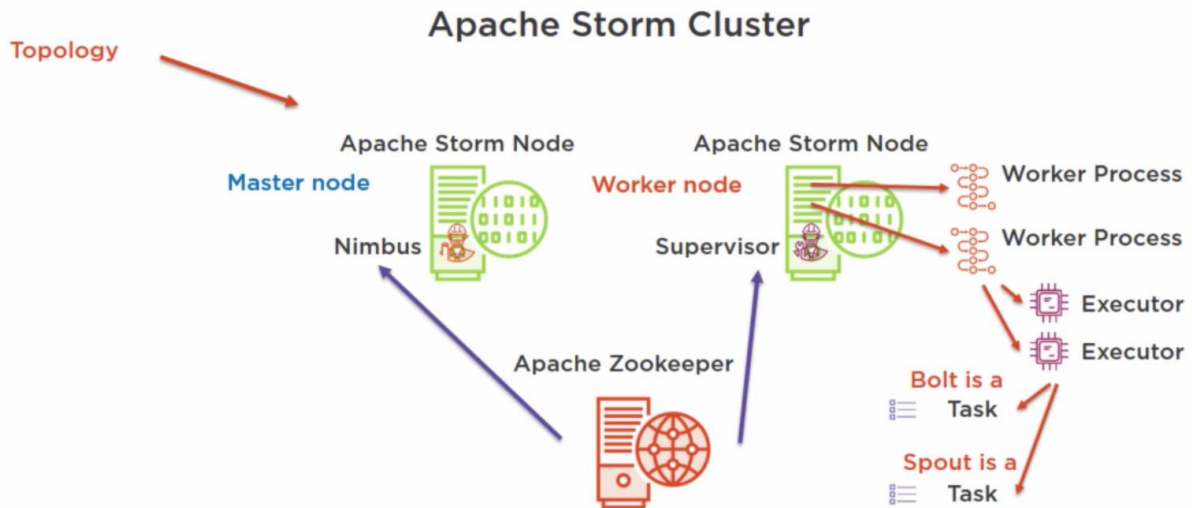 Apache Storm Cluster
Topology
Apache Storm Node
Master node
Nimbus
Apache Storm Node
Worker node
Supervisor
Worker Process
Worker Process
Executor
Executor
Apache Zookeeper
Bolt is a
Task
Spout is a
Task